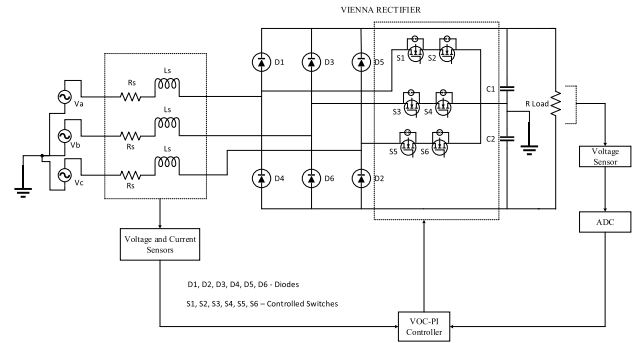 VIENNA RECTIFIER
D1
D3
D5
S1
S2
Rs
Ls
Va
C1
R Load
S3
S4
Rs
Ls
Vb
C2
S5
S6
Voltage
Sensor
Rs
Ls
Vc
D4
D6
D2
ADC
Voltage and Current
Sensors
D1, D2, D3, D4, D5, D6 - Diodes
S1, S2, S3, S4, S5, S6 – Controlled Switches
VOC-PI
Controller